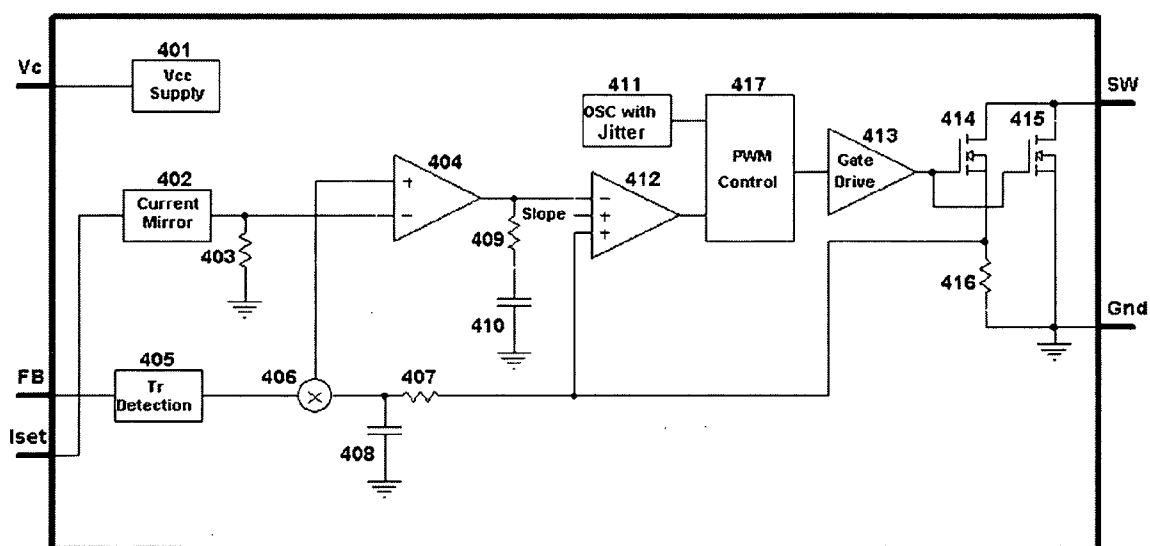 Vc
401
Vcc
Supply
402
Current
Mirror
403
404
+
−
411
OSC with
Jitter
417
PWM
Control
413
Gate
Drive
414
415
SW
412
−
Slope
+
+
409
410
416
Gnd
FB
405
Tr
Detection
406
×
407
408
Iset